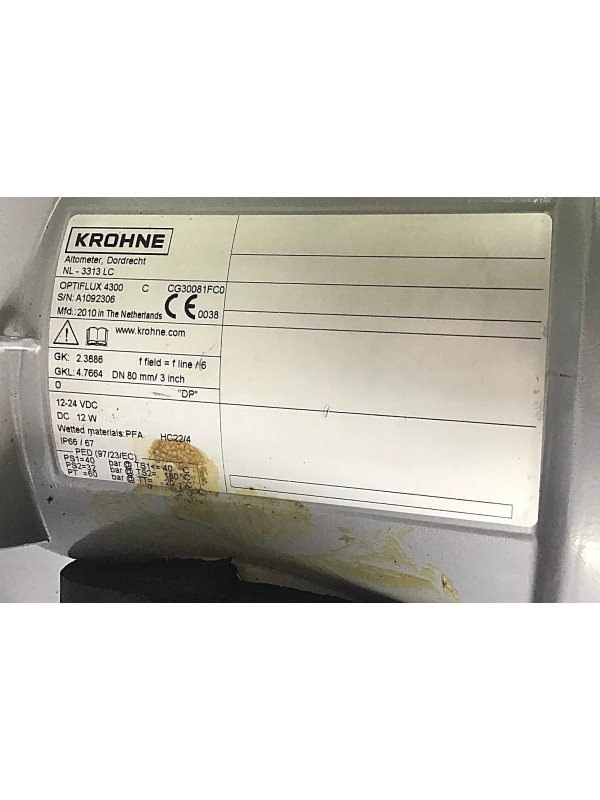 KROHNE
Altometer, Dordrecht
NL - 3313 LC
OPTIFLUX 4300 C CG30081FC0
S/N: A1092306
Mfd.:2010 in The Netherlands CE 0038
www.krohne.com
GK: 2.3886 f field = f line / 6
GKL: 4.7664 DN 80 mm/ 3 inch
0 "DP"
12-24 VDC
DC 12 W
Wetted materials:PFA HC22/4
IP66 / 67
PED (97/23/EC)
PS1=40 bar @ TS1<= 40
PS2=32 bar @ TS2=
PT =60 bar @